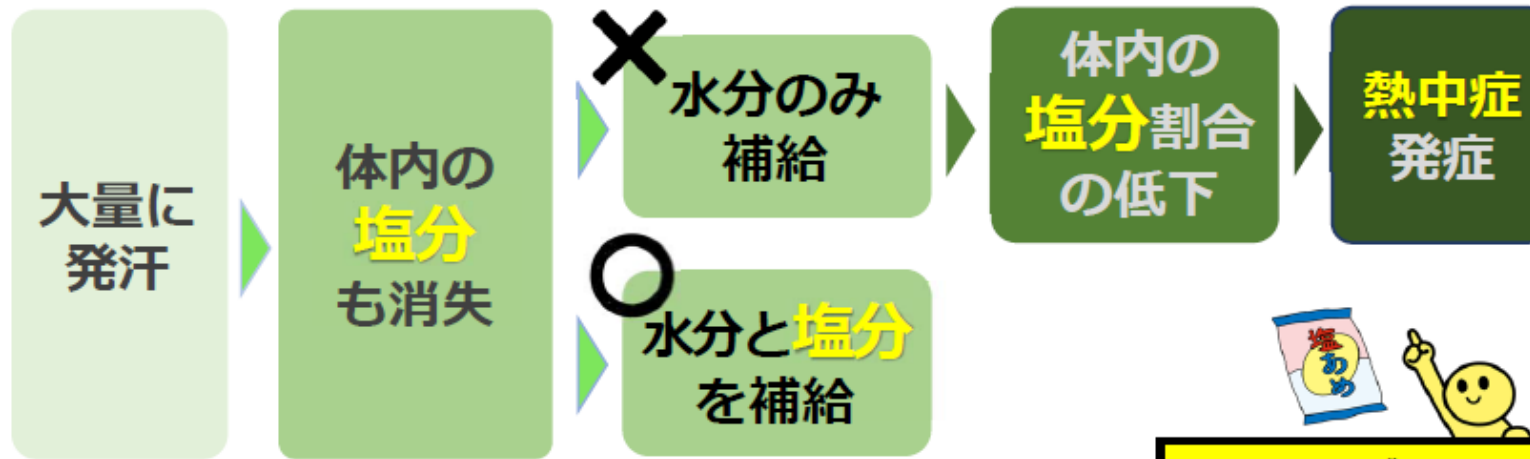 大量に
発汗
体内の
塩分
も消失
水分のみ
補給
体内の
塩分割合
の低下
熱中症
発症
水分と塩分
を補給
塩あめ